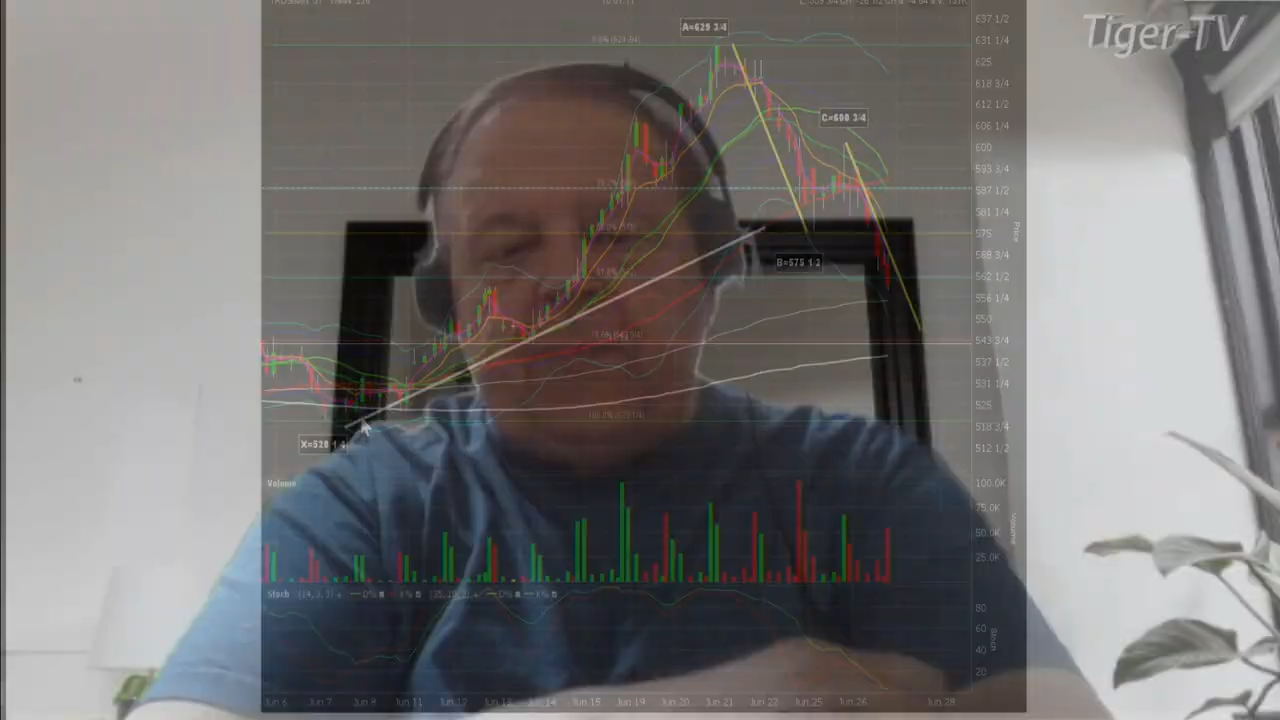 Tiger-TV
A=629 3/4
C=600 3/4
B=575 1/2
X=520 1/4
637 1/2
631 1/4
625
618 3/4
612 1/2
606 1/4
600
593 3/4
587 1/2
581 1/4
575
568 3/4
562 1/2
556 1/4
550
543 3/4
537 1/2
531 1/4
525
518 3/4
512 1/2
Price
Volume
100.0K
75.0K
50.0K
25.0K
Volume
Stoch
80
60
40
20
Stoch
Jun 6 Jun 7 Jun 8 Jun 11 Jun 12 Jun 13 Jun 14 Jun 15 Jun 19 Jun 20 Jun 21 Jun 22 Jun 25 Jun 26 Jun 28